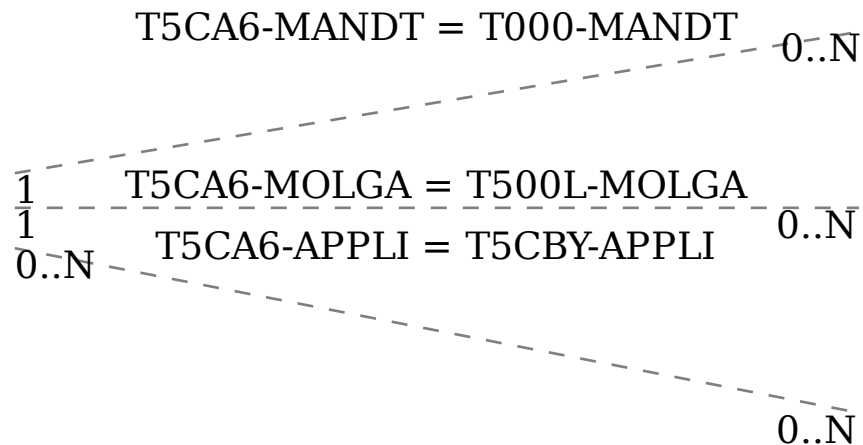 T5CA6-MANDT = T000-MANDT
0..N
1
T5CA6-MOLGA = T500L-MOLGA
1
0..N
T5CA6-APPLI = T5CBY-APPLI
0..N
0..N